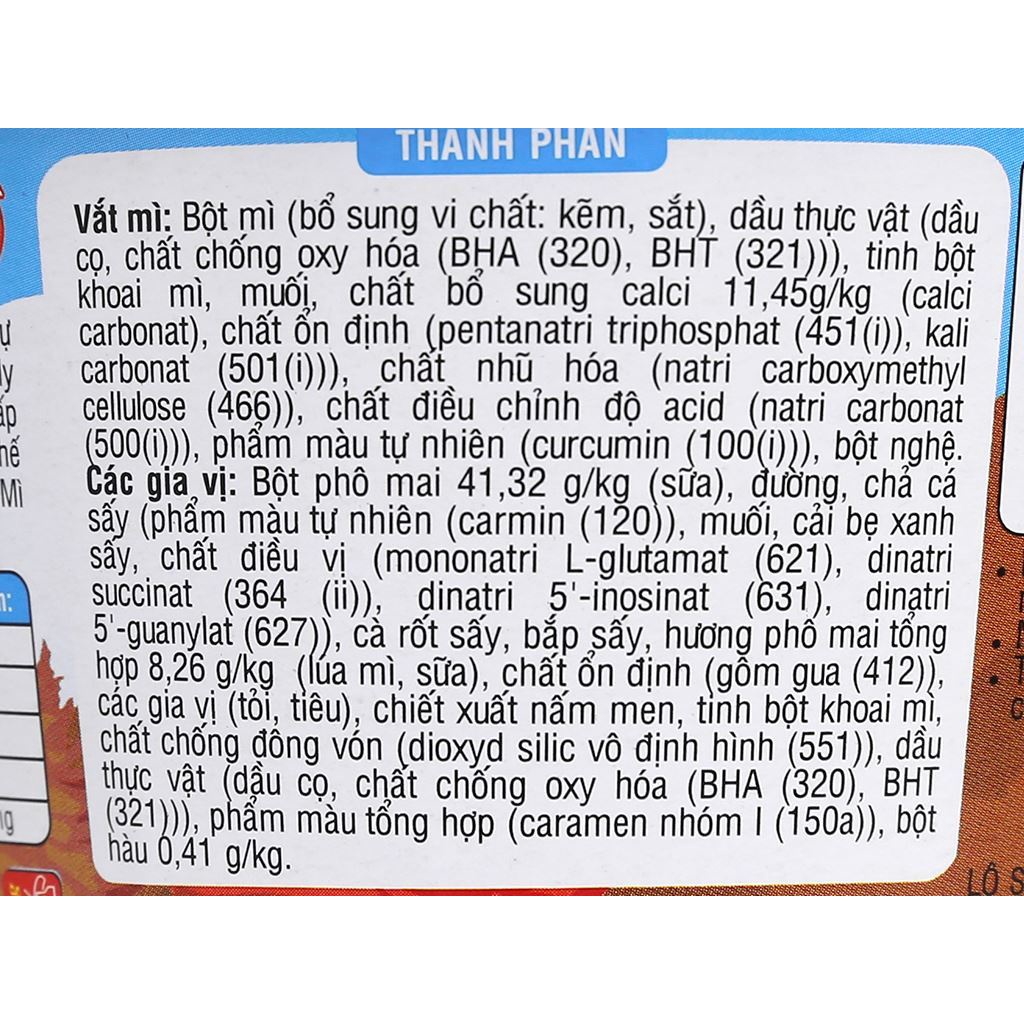 THÀNH PHẦN
Vắt mì: Bột mì (bổ sung vi chất: kẽm, sắt), dầu thực vật (dầu
cọ, chất chống oxy hóa (BHA (320), BHT (321))), tinh bột
khoai mì, muối, chất bổ sung calci 11,45g/kg (calci
carbonat), chất ổn định (pentanatri triphosphat (451(i)), kali
carbonat (501(i))), chất nhũ hóa (natri carboxymethyl
cellulose (466)), chất điều chỉnh độ acid (natri carbonat
(500(i))), phẩm màu tự nhiên (curcumin (100(i))), bột nghệ.
Các gia vị: Bột phô mai 41,32 g/kg (sữa), đường, chả cá
sấy (phẩm màu tự nhiên (carmin (120)), muối, cải bẹ xanh
sấy, chất điều vị (mononatri L-glutamat (621), dinatri
succinat (364 (ii)), dinatri 5'-inosinat (631), dinatri
5'-guanylat (627)), cà rốt sấy, bắp sấy, hương phô mai tổng
hợp 8,26 g/kg (lúa mì, sữa), chất ổn định (gôm gua (412)),
các gia vị (tỏi, tiêu), chiết xuất nấm men, tinh bột khoai mì,
chất chống đông vón (dioxyd silic vô định hình (551)), dầu
thực vật (dầu cọ, chất chống oxy hóa (BHA (320), BHT
(321))), phẩm màu tổng hợp (caramen nhóm I (150a)), bột
hàu 0,41 g/kg.
Mì
LÔ S